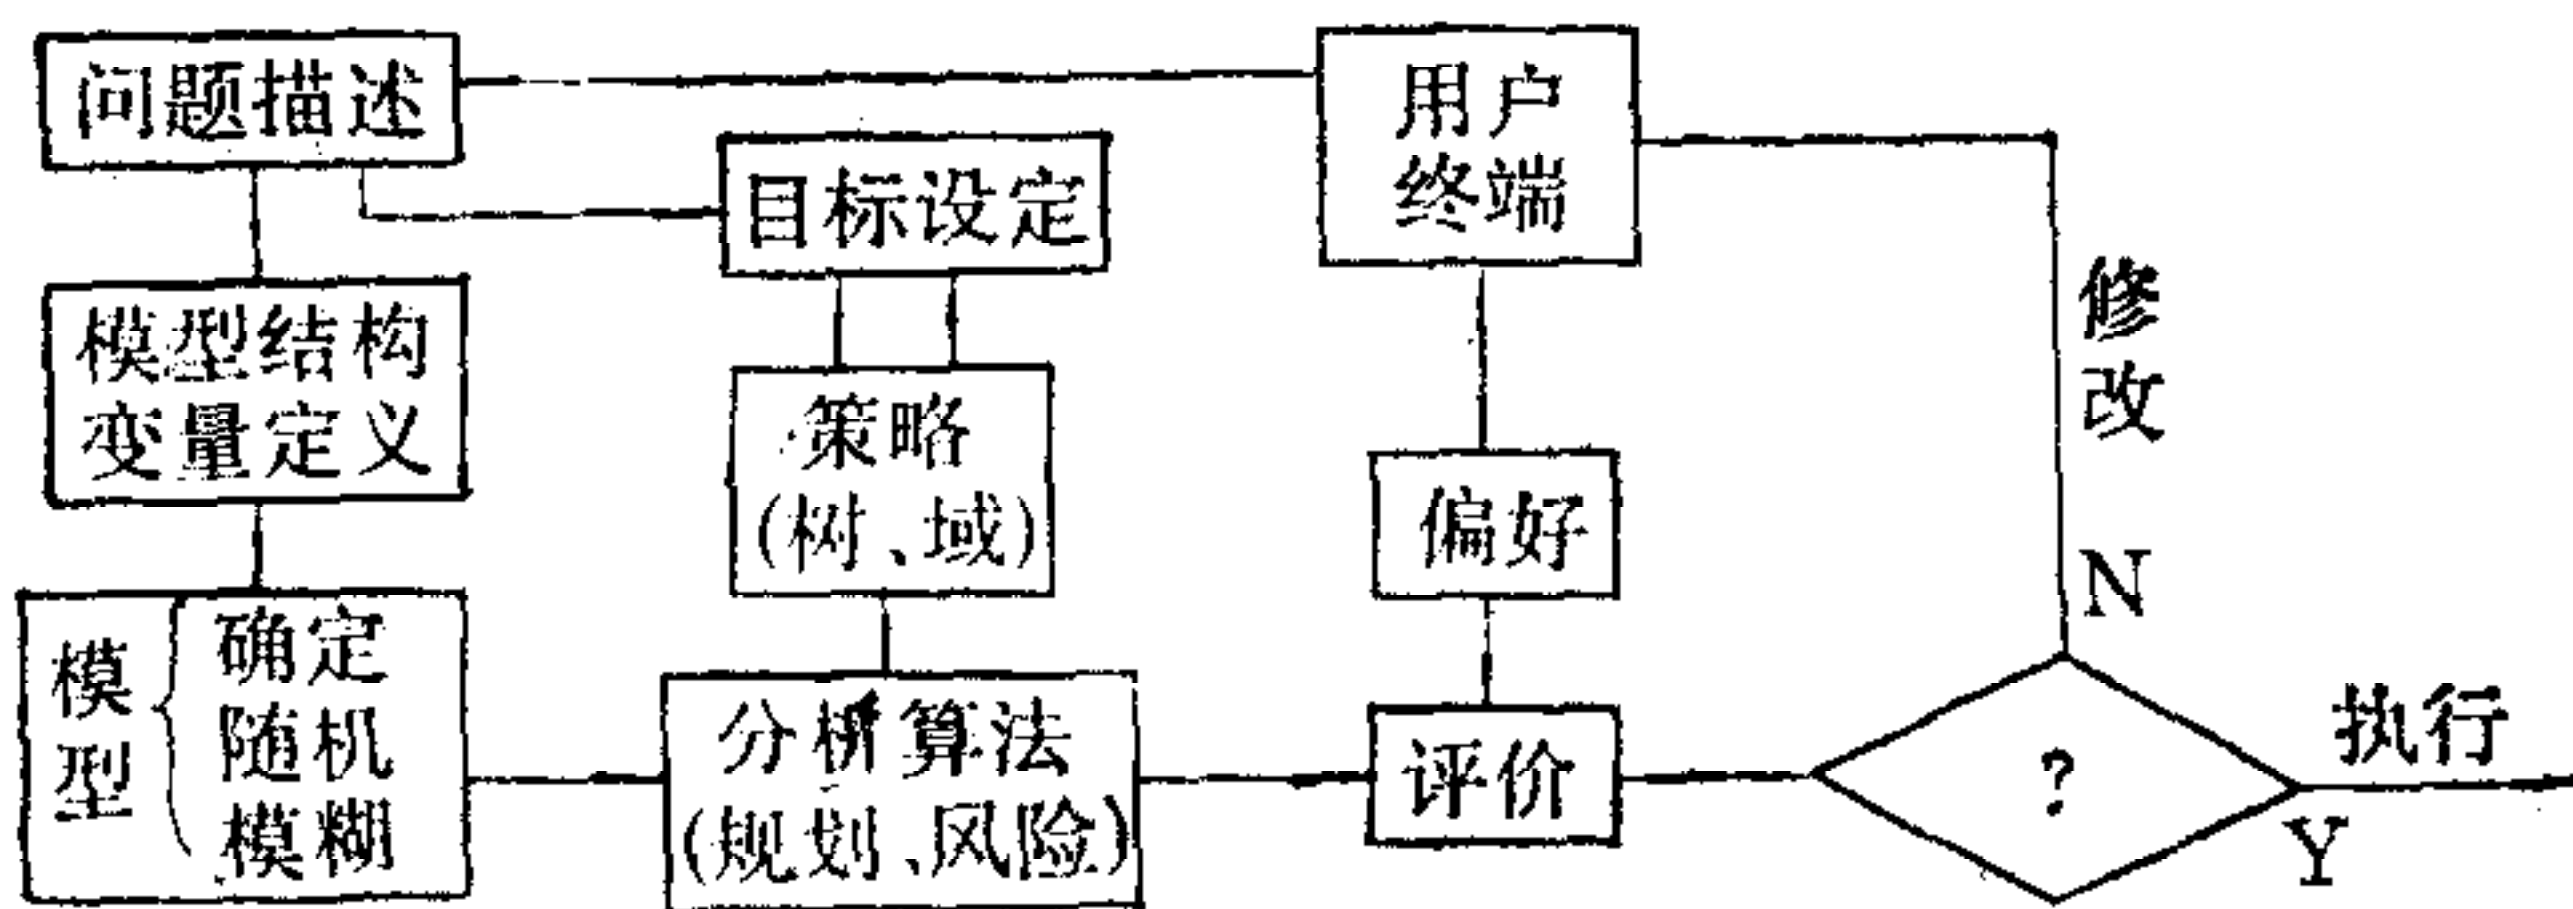 问题描述
用户
终端
目标设定
模型结构
变量定义
策略
(树、域)
修
改
偏好
N
模型
确定
随机
模糊
分析算法
(规划、风险)
评价
?
执行
Y